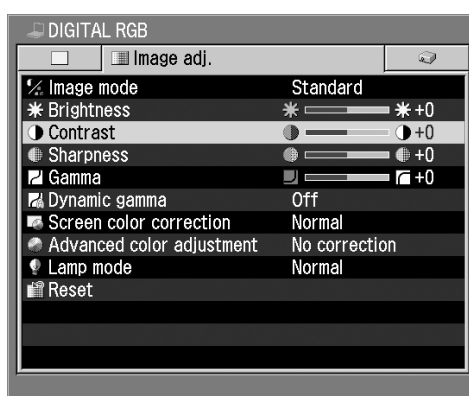 DIGITAL RGB
Image adj.
Image mode Standard
Brightness +0
Contrast +0
Sharpness +0
Gamma +0
Dynamic gamma Off
Screen color correction Normal
Advanced color adjustment No correction
Lamp mode Normal
Reset